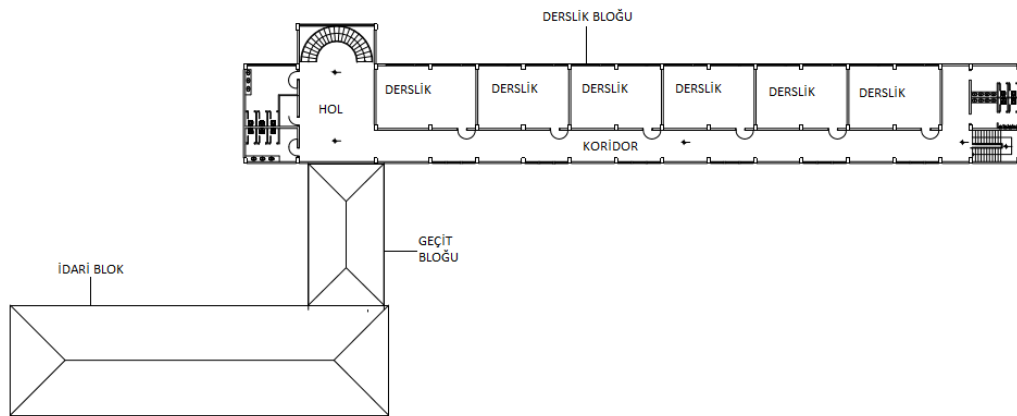 DERSLİK BLOĞU
DERSLİK
DERSLİK
DERSLİK
DERSLİK
DERSLİK
DERSLİK
HOL
KORİDOR
GEÇİT
BLOĞU
İDARİ BLOK